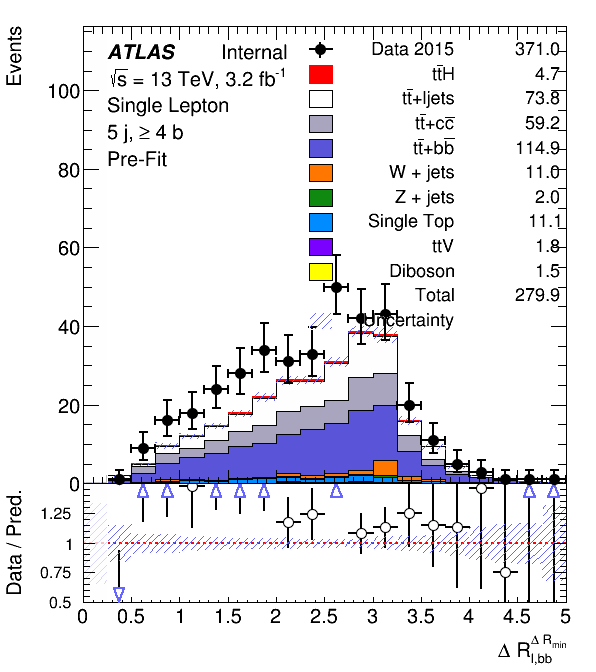 Events
ATLAS Internal
√s = 13 TeV, 3.2 fb⁻¹
Single Lepton
5 j, ≥ 4 b
Pre-Fit
Data 2015 371.0
tt̄H 4.7
tt̄+ljets 73.8
tt̄+cc̄ 59.2
tt̄+bb̄ 114.9
W + jets 11.0
Z + jets 2.0
Single Top 11.1
ttV 1.8
Diboson 1.5
Total 279.9
Uncertainty
100
80
60
40
20
0
Data / Pred.
1.25
1
0.75
0.5
0 0.5 1 1.5 2 2.5 3 3.5 4 4.5 5
Δ R_{l,bb}^{Δ R_{min}}